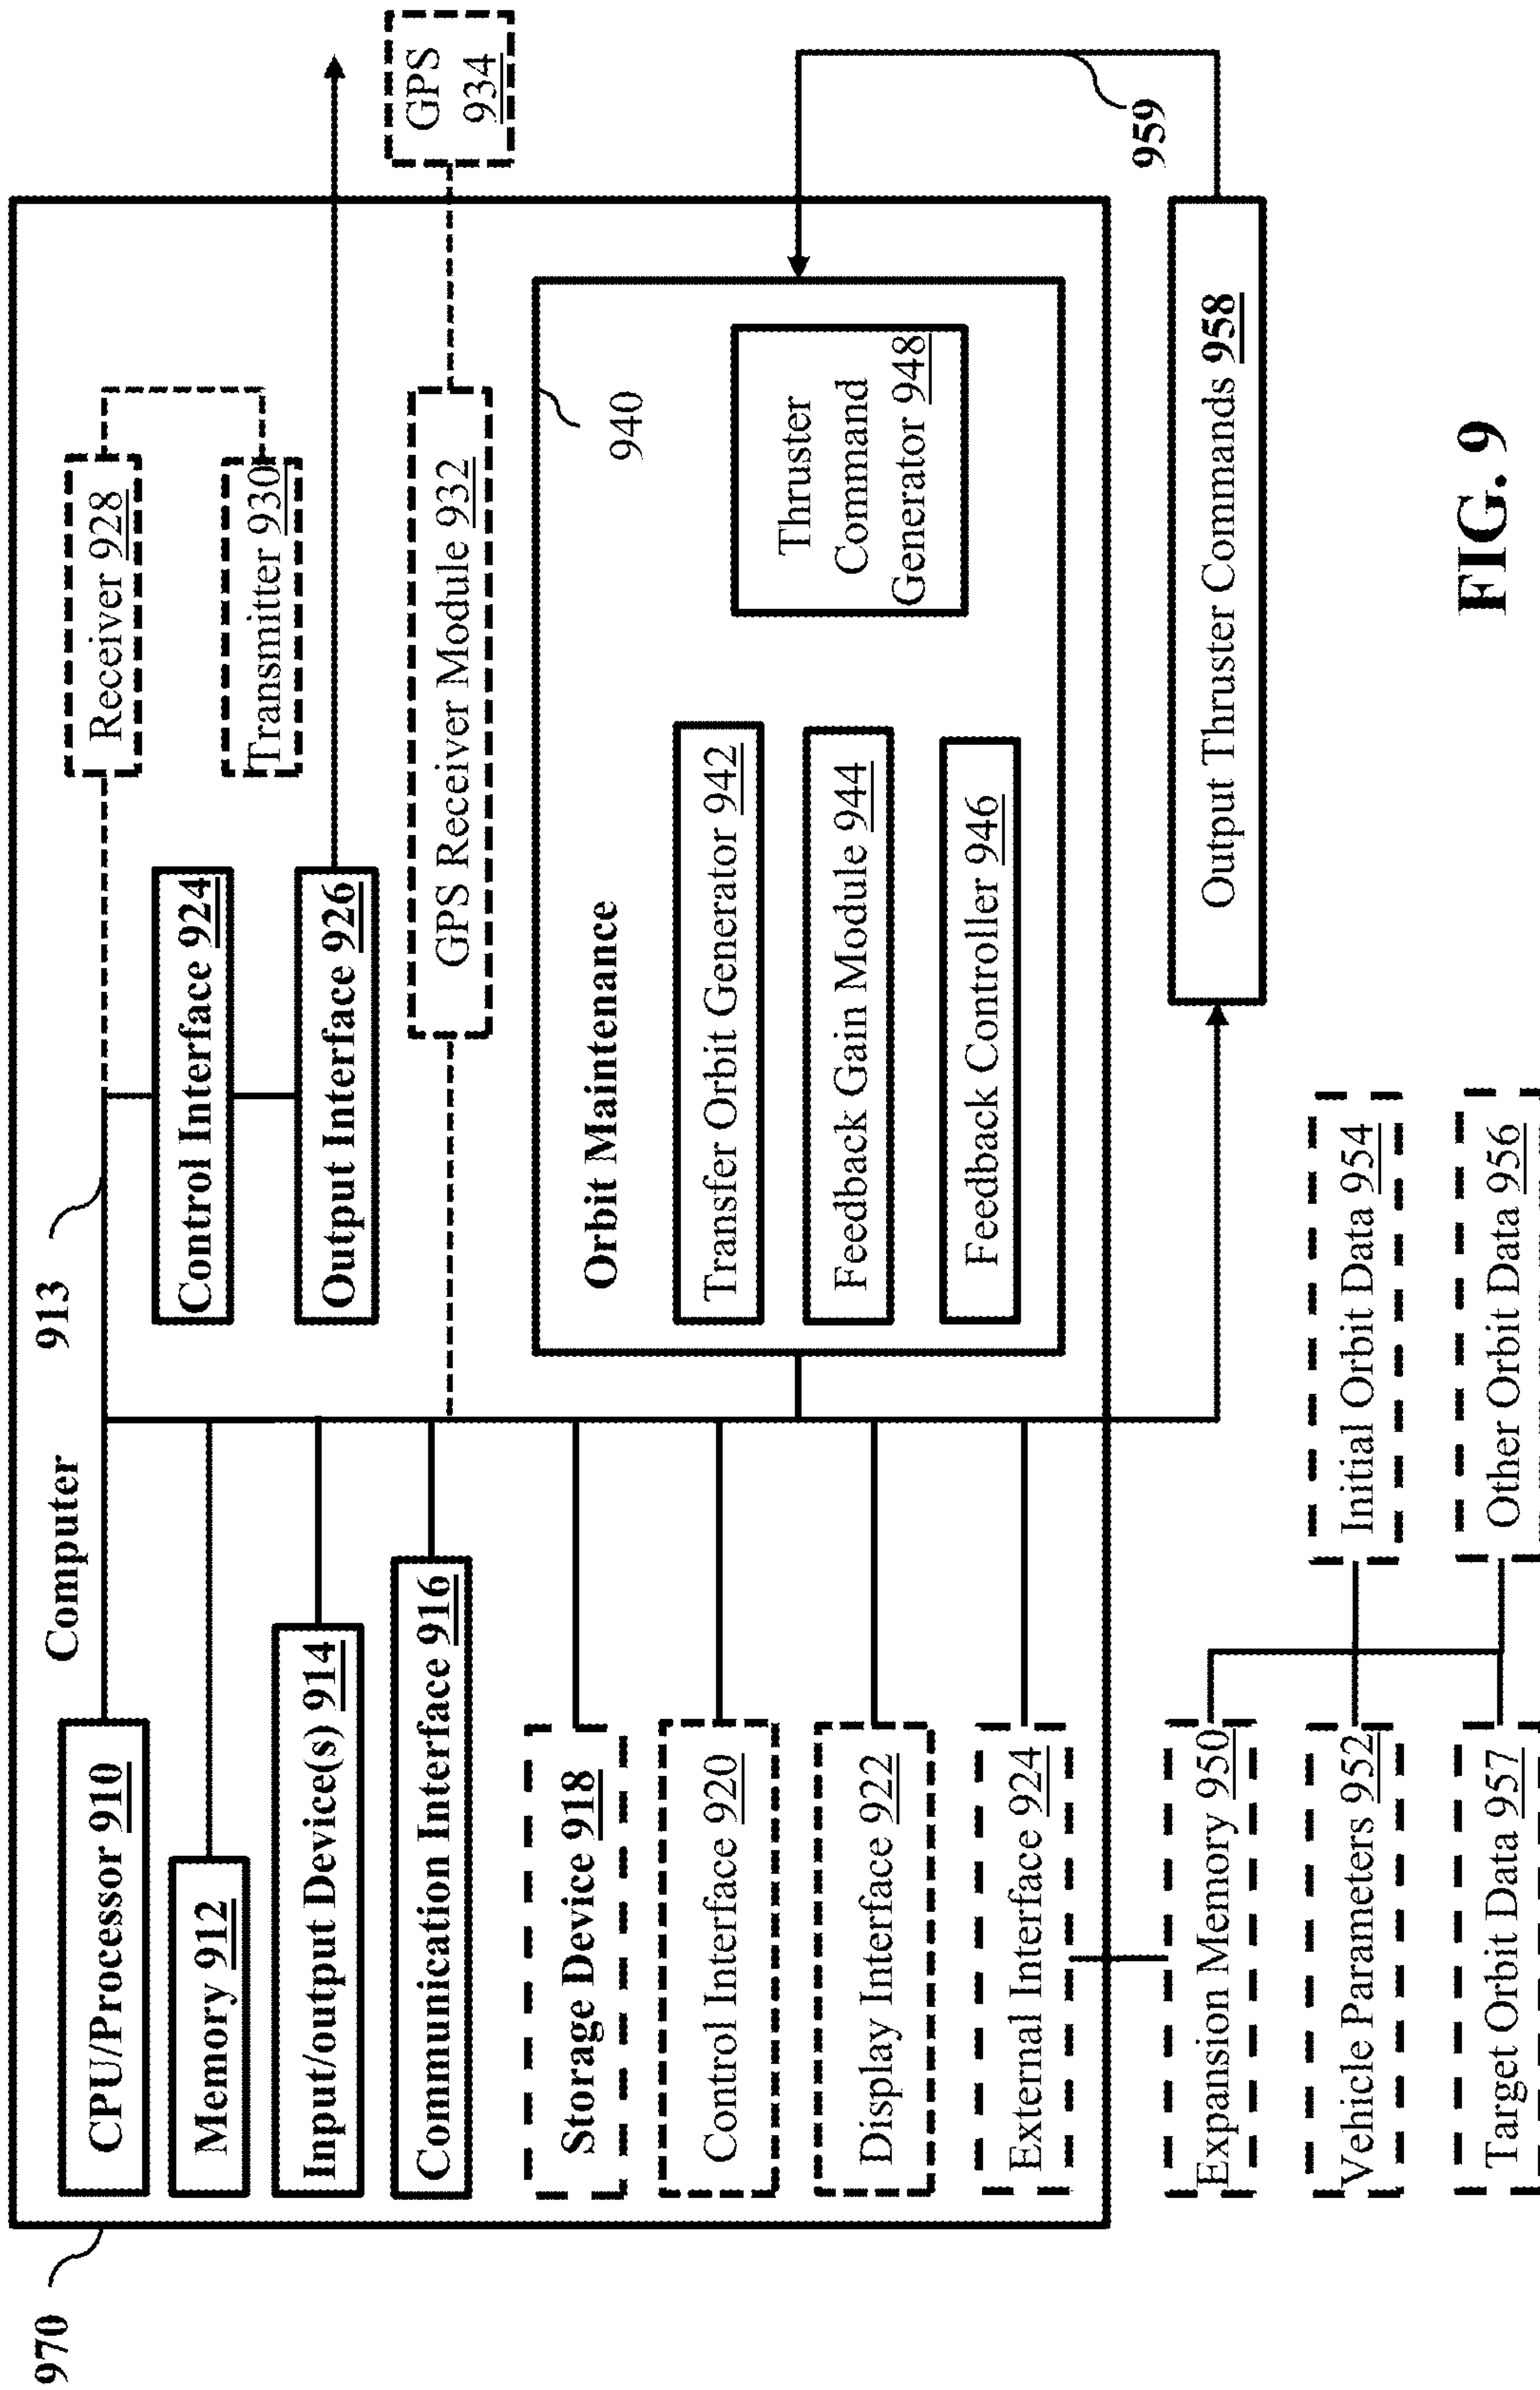 970
Computer
913
CPU/Processor 910
Memory 912
Input/output Device(s) 914
Communication Interface 916
Storage Device 918
Control Interface 920
Display Interface 922
External Interface 924
Control Interface 924
Output Interface 926
Receiver 928
Transmitter 930
GPS Receiver Module 932
GPS
934
940
Orbit Maintenance
Transfer Orbit Generator 942
Feedback Gain Module 944
Feedback Controller 946
Thruster
Command
Generator 948
Expansion Memory 950
Vehicle Parameters 952
Target Orbit Data 957
Initial Orbit Data 954
Other Orbit Data 956
Output Thruster Commands 958
959
FIG. 9